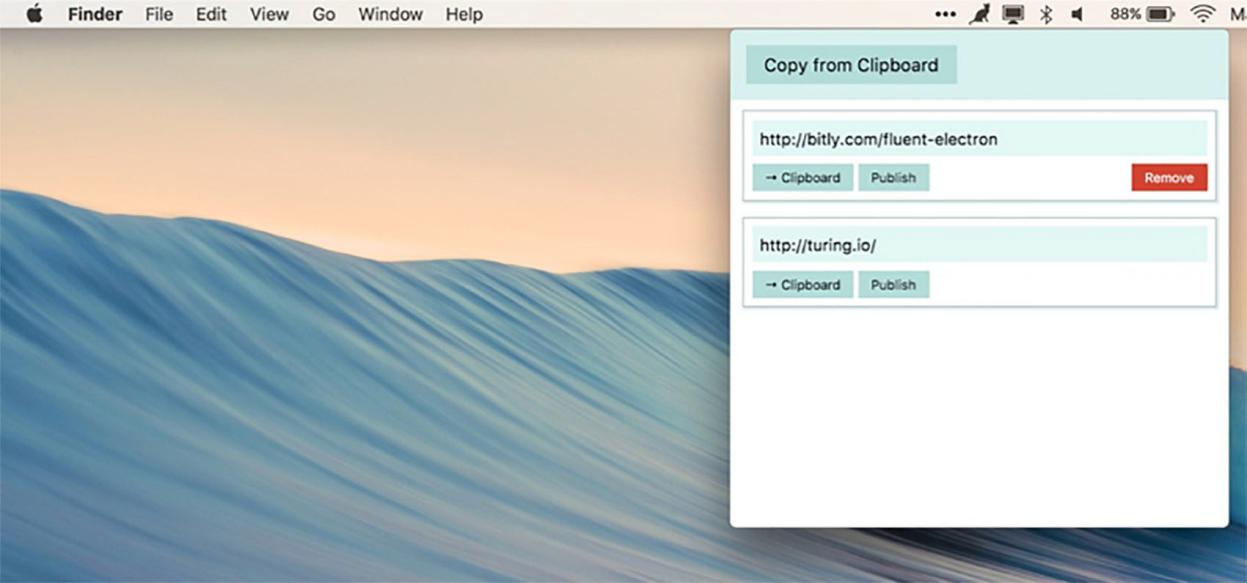 Finder File Edit View Go Window Help 88% M
Copy from Clipboard
http://bitly.com/fluent-electron
→ Clipboard Publish Remove
http://turing.io/
→ Clipboard Publish